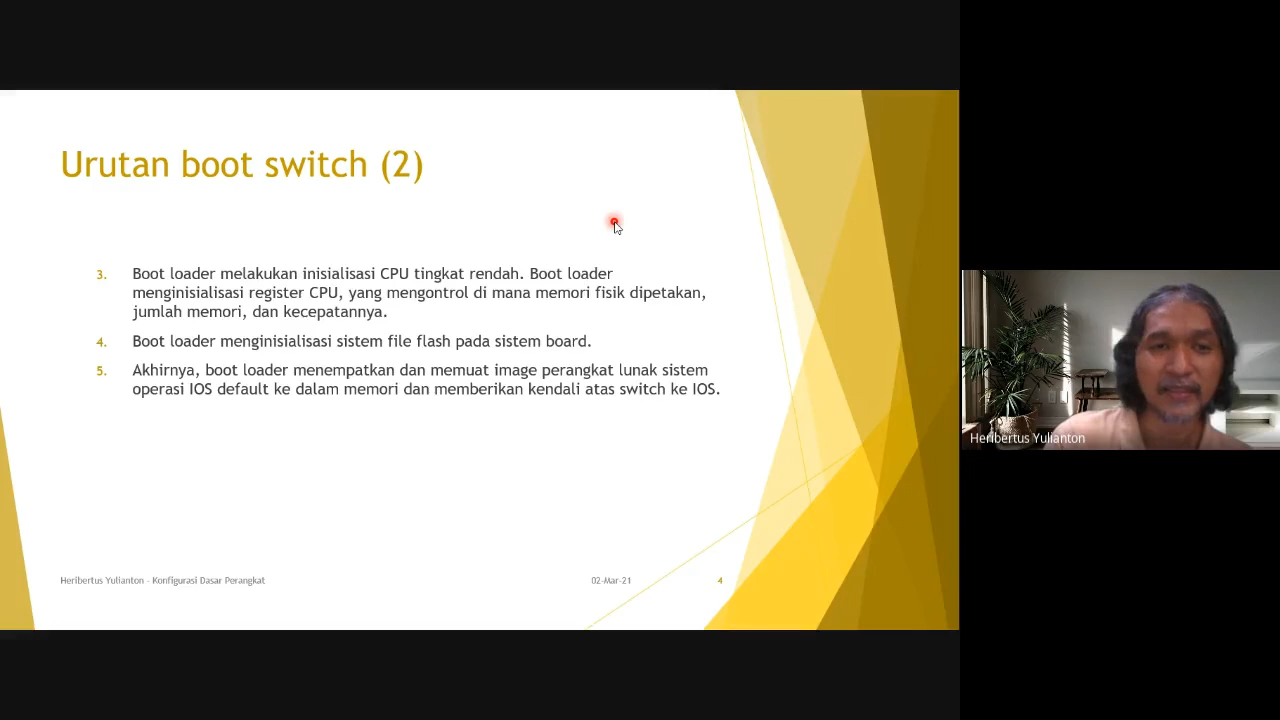 Urutan boot switch (2)
3. Boot loader melakukan inisialisasi CPU tingkat rendah. Boot loader
menginisialisasi register CPU, yang mengontrol di mana memori fisik dipetakan,
jumlah memori, dan kecepatannya.
4. Boot loader menginisialisasi sistem file flash pada sistem board.
5. Akhirnya, boot loader menempatkan dan memuat image perangkat lunak sistem
operasi IOS default ke dalam memori dan memberikan kendali atas switch ke IOS.
Heribertus Yulianton - Konfigurasi Dasar Perangkat
02-Mar-21
4
Heribertus Yulianton